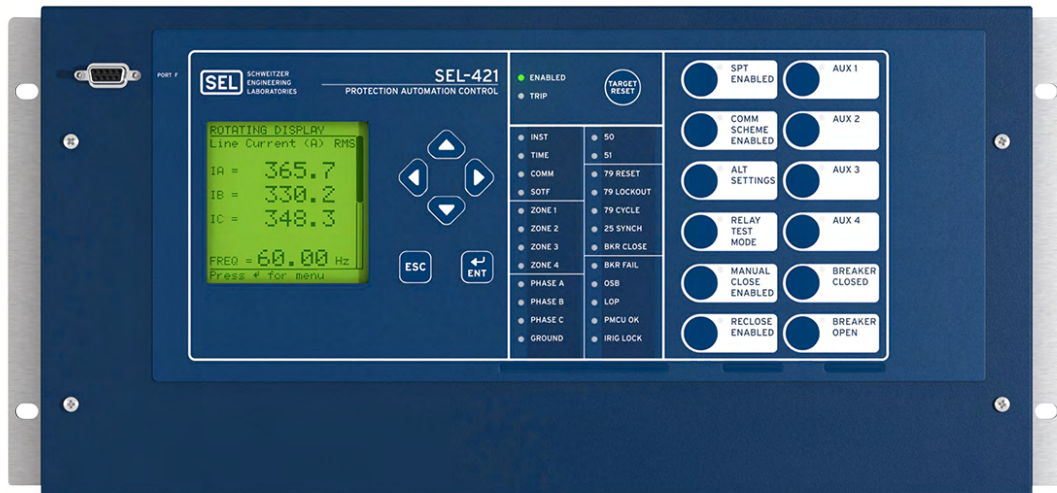 PORT F
SEL
SCHWEITZER
ENGINEERING
LABORATORIES
SEL-421
PROTECTION AUTOMATION CONTROL
ROTATING DISPLAY
Line Current (A) RMS
IA = 365.7
IB = 330.2
IC = 348.3
FREQ = 60.00 Hz
Press ↵ for menu
ESC
↵
ENT
ENABLED
TRIP
TARGET
RESET
INST
TIME
COMM
SOTF
ZONE 1
ZONE 2
ZONE 3
ZONE 4
PHASE A
PHASE B
PHASE C
GROUND
50
51
79 RESET
79 LOCKOUT
79 CYCLE
25 SYNCH
BKR CLOSE
BKR FAIL
OSB
LOP
PMCU OK
IRIG LOCK
SPT
ENABLED
COMM
SCHEME
ENABLED
ALT
SETTINGS
RELAY
TEST
MODE
MANUAL
CLOSE
ENABLED
RECLOSE
ENABLED
AUX 1
AUX 2
AUX 3
AUX 4
BREAKER
CLOSED
BREAKER
OPEN